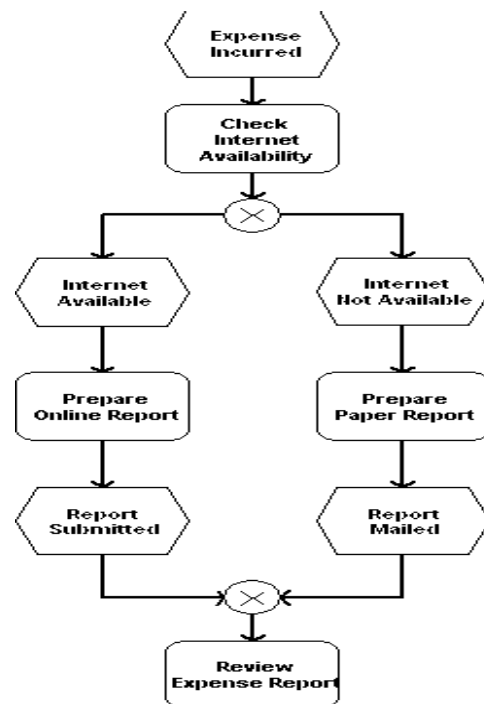 Expense
Incurred
Check
Internet
Availability
Internet
Available
Internet
Not Available
Prepare
Online Report
Prepare
Paper Report
Report
Submitted
Report
Mailed
Review
Expense Report